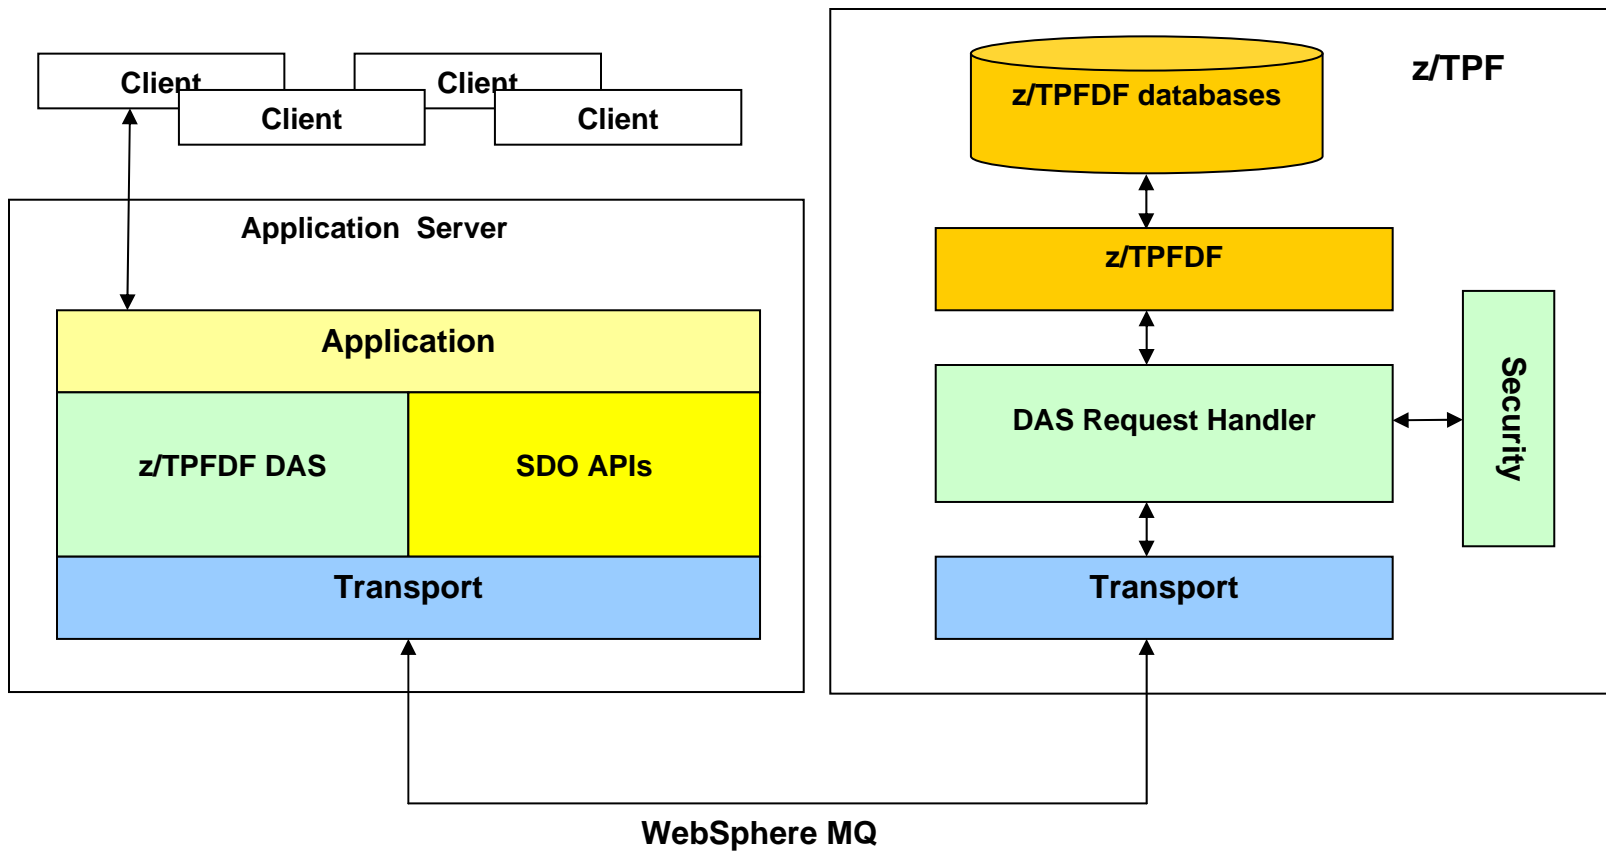 Client
Client
Client
Client
Application Server
Application
z/TPFDF DAS
SDO APIs
Transport
z/TPF
z/TPFDF databases
z/TPFDF
DAS Request Handler
Security
Transport
WebSphere MQ